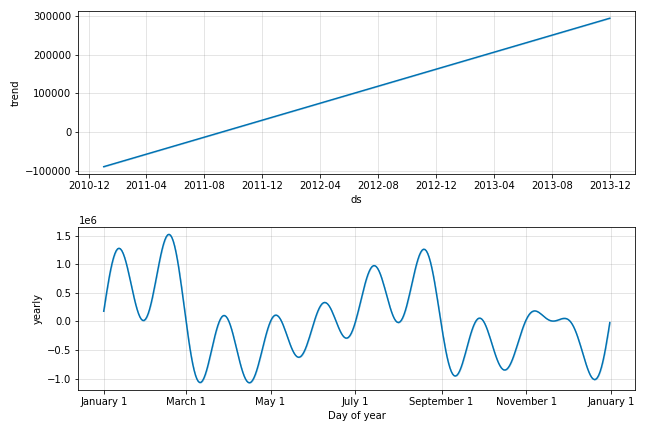 300000
200000
100000
0
−100000
trend
2010-12 2011-04 2011-08 2011-12 2012-04 2012-08 2012-12 2013-04 2013-08 2013-12
ds
1e6
1.5
1.0
0.5
0.0
−0.5
−1.0
yearly
January 1 March 1 May 1 July 1 September 1 November 1 January 1
Day of year